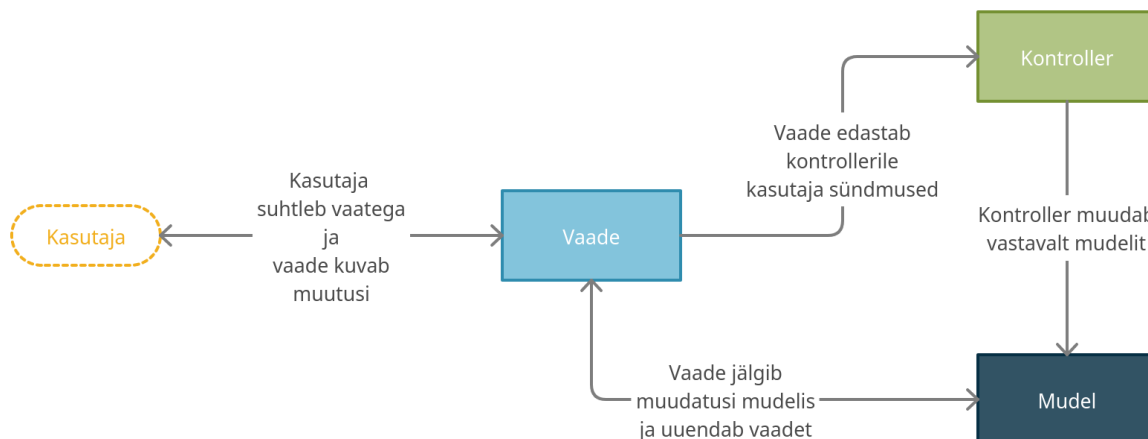 Kontroller
Vaade edastab
kontrollerile
kasutaja sündmused
Kasutaja
suhtleb vaatega
ja
vaade kuvab
muutusi
Kasutaja
Vaade
Kontroller muudab
vastavalt mudelit
Vaade jälgib
muudatusi mudelis
ja uuendab vaadet
Mudel